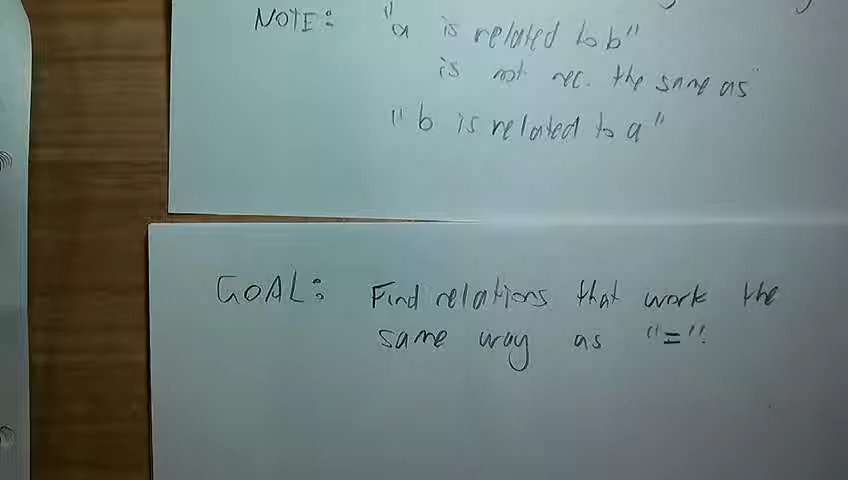 NOTE: "a is related to b"
is not nec. the same as
"b is related to a"
GOAL: Find relations that work the
same way as "=".